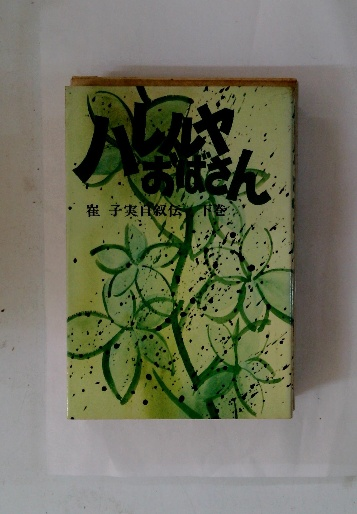 ハレルヤ
おばさん
崔 子実自叙伝 下巻